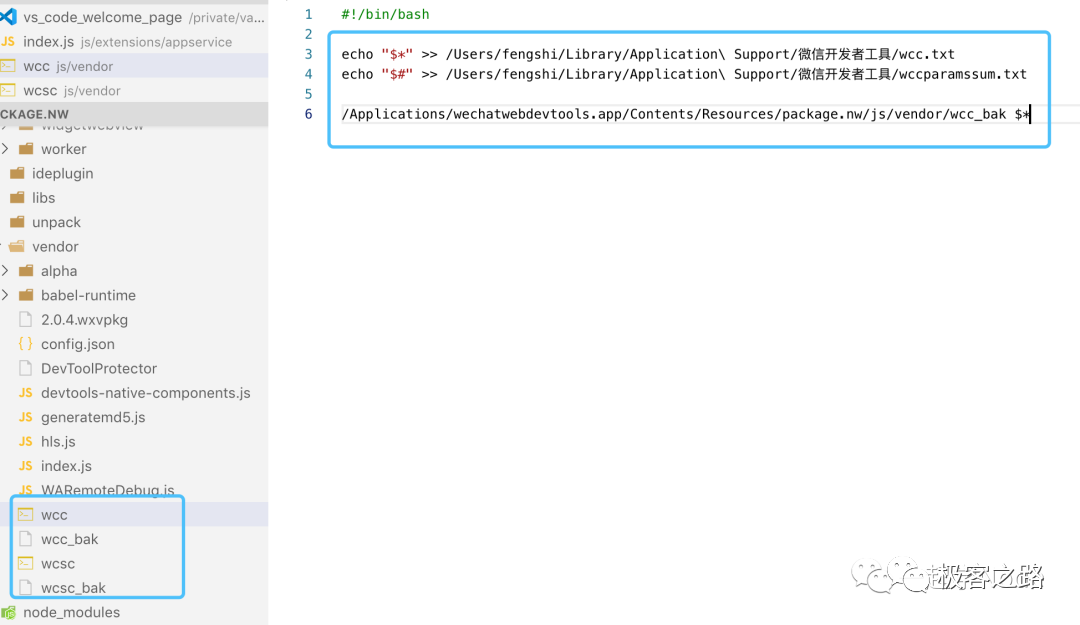 vs_code_welcome_page /private/va...
JS index.js js/extensions/appservice
wcc js/vendor
wcsc js/vendor
CKAGE.NW
widgetwebview
worker
ideplugin
libs
unpack
vendor
alpha
babel-runtime
2.0.4.wxvpkg
{ } config.json
DevToolProtector
JS devtools-native-components.js
JS generatemd5.js
JS hls.js
JS index.js
JS WARemoteDebug.js
wcc
wcc_bak
wcsc
wcsc_bak
node_modules
1 #!/bin/bash
2
3 echo "$*" >> /Users/fengshi/Library/Application\ Support/微信开发者工具/wcc.txt
4 echo "$#" >> /Users/fengshi/Library/Application\ Support/微信开发者工具/wccparamssum.txt
5
6 /Applications/wechatwebdevtools.app/Contents/Resources/package.nw/js/vendor/wcc_bak $*
极客之路